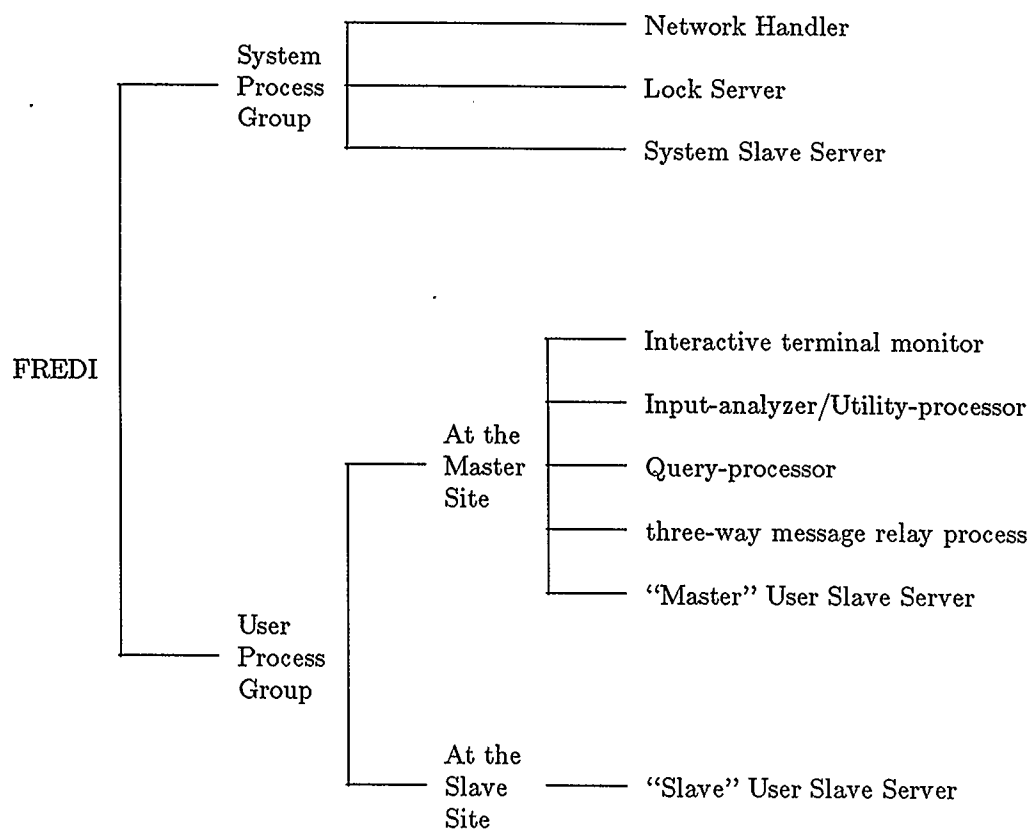 FREDI
System
Process
Group
Network Handler
Lock Server
System Slave Server
User
Process
Group
At the
Master
Site
Interactive terminal monitor
Input-analyzer/Utility-processor
Query-processor
three-way message relay process
“Master” User Slave Server
At the
Slave
Site
“Slave” User Slave Server